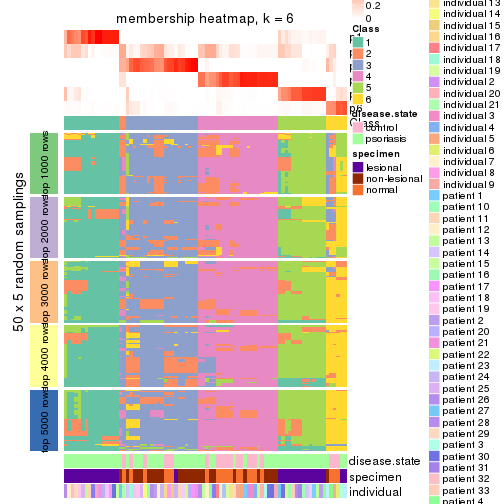 membership heatmap, k = 6
0.2
0
Class
1
2
3
4
5
6
Class
disease.state
control
psoriasis
specimen
lesional
non-lesional
normal
50 x 5 random samplings
top 1000 rows
top 2000 rows
top 3000 rows
top 4000 rows
top 5000 rows
disease.state
specimen
individual
individual 13
individual 14
individual 15
individual 16
individual 17
individual 18
individual 19
individual 2
individual 20
individual 21
individual 3
individual 4
individual 5
individual 6
individual 7
individual 8
individual 9
patient 1
patient 10
patient 11
patient 12
patient 13
patient 14
patient 15
patient 16
patient 17
patient 18
patient 19
patient 2
patient 20
patient 21
patient 22
patient 23
patient 24
patient 25
patient 26
patient 27
patient 28
patient 29
patient 3
patient 30
patient 31
patient 32
patient 33
patient 4